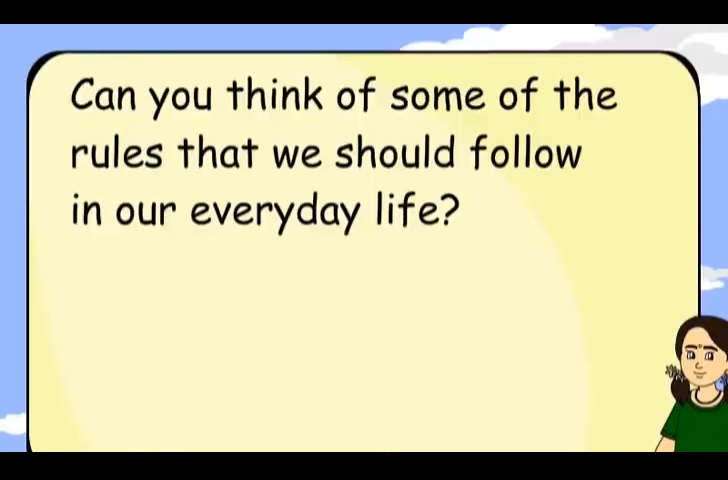 Can you think of some of the
rules that we should follow
in our everyday life?